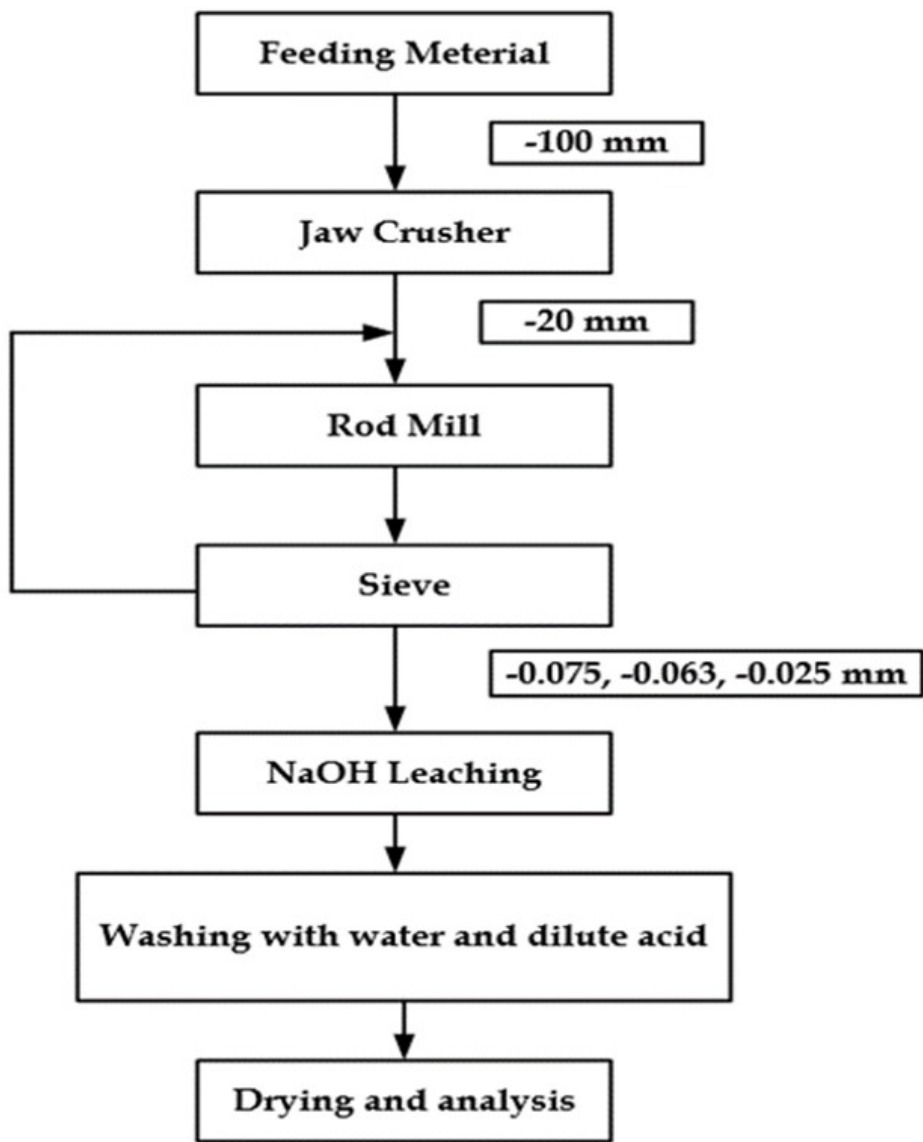 Feeding Meterial
-100 mm
Jaw Crusher
-20 mm
Rod Mill
Sieve
-0.075, -0.063, -0.025 mm
NaOH Leaching
Washing with water and dilute acid
Drying and analysis